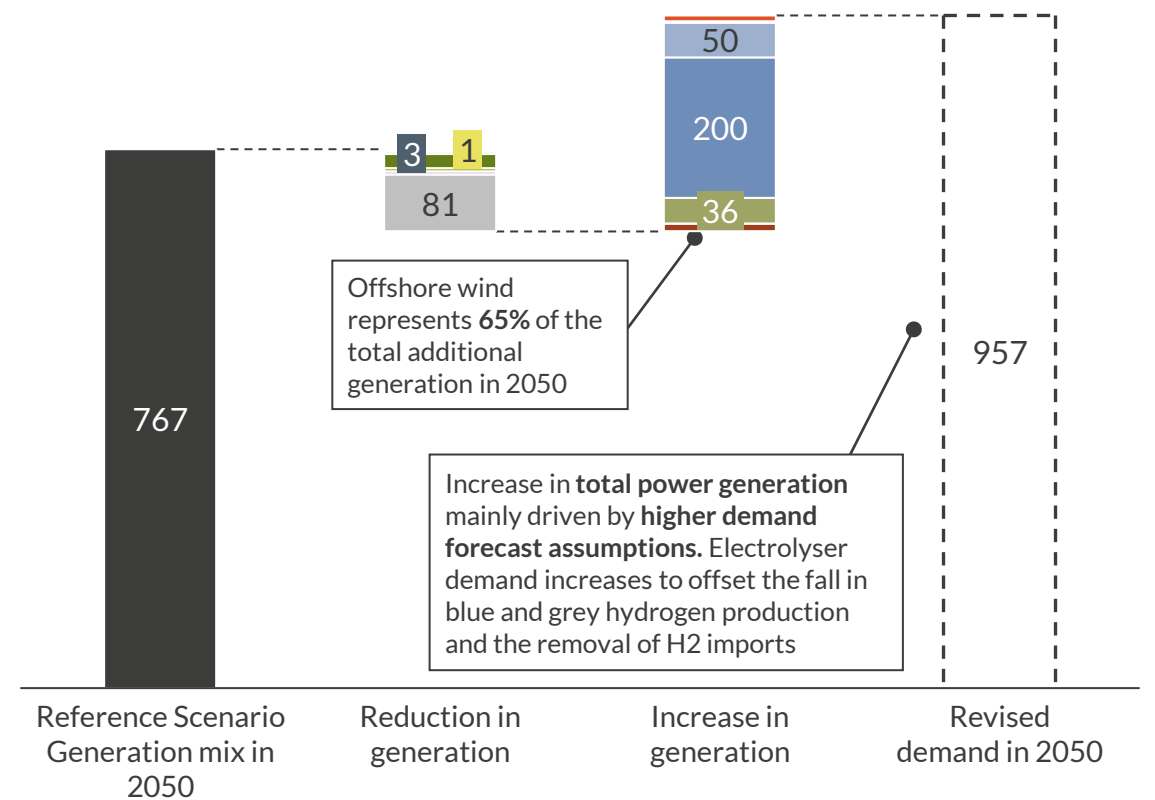 50
200
3
1
81
36
Offshore wind
represents 65% of the
total additional
generation in 2050
957
767
Increase in total power generation
mainly driven by higher demand
forecast assumptions. Electrolyser
demand increases to offset the fall in
blue and grey hydrogen production
and the removal of H2 imports
Reference Scenario
Generation mix in
2050
Reduction in
generation
Increase in
generation
Revised
demand in 2050